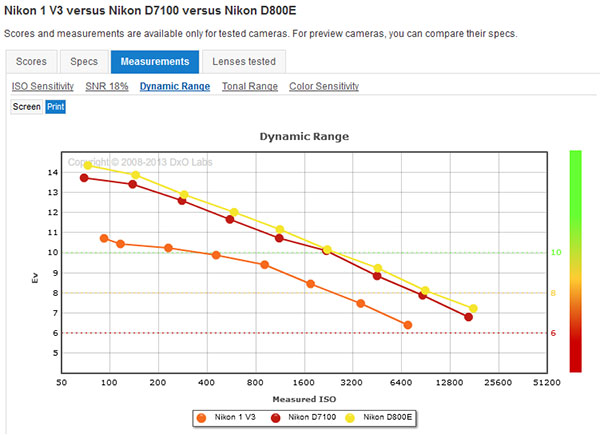 Nikon 1 V3 versus Nikon D7100 versus Nikon D800E
Scores and measurements are available only for tested cameras. For preview cameras, you can compare their specs.
Scores Specs Measurements Lenses tested
ISO Sensitivity SNR 18% Dynamic Range Tonal Range Color Sensitivity
Screen Print
Dynamic Range
Copyright © 2008-2013 DxO Labs
14
13
12
11
10 10
9
8 8
7
6 6
5
Ev
50 100 200 400 800 1600 3200 6400 12800 25600 51200
Measured ISO
Nikon 1 V3 Nikon D7100 Nikon D800E